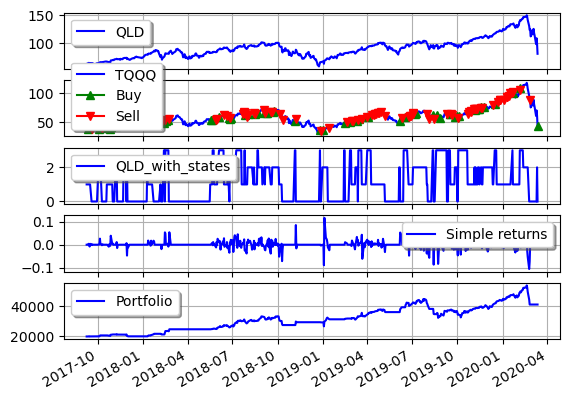 150
QLD
100
TQQQ
100
Buy
50
Sell
QLD_with_states
2
0
0.1
Simple returns
0.0
−0.1
Portfolio
40000
20000
2017-10 2018-01 2018-04 2018-07 2018-10 2019-01 2019-04 2019-07 2019-10 2020-01 2020-04